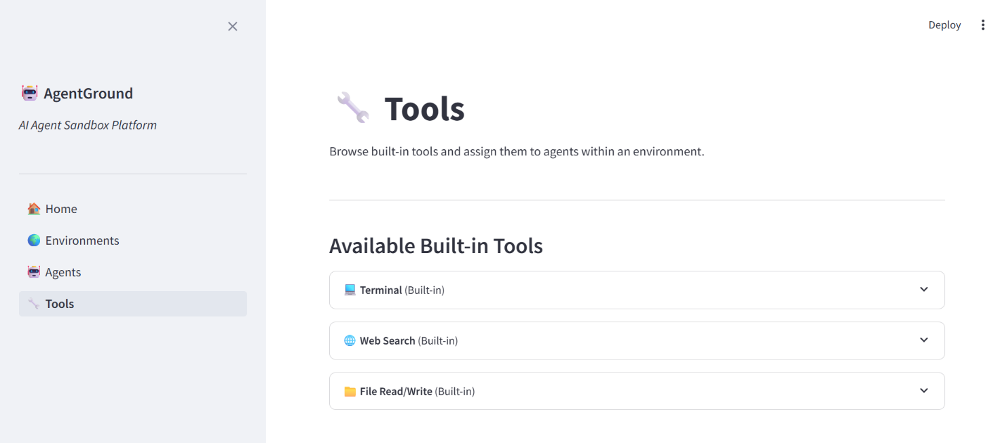 Deploy
AgentGround
AI Agent Sandbox Platform
Home
Environments
Agents
Tools
Tools
Browse built-in tools and assign them to agents within an environment.
Available Built-in Tools
Terminal (Built-in)
Web Search (Built-in)
File Read/Write (Built-in)